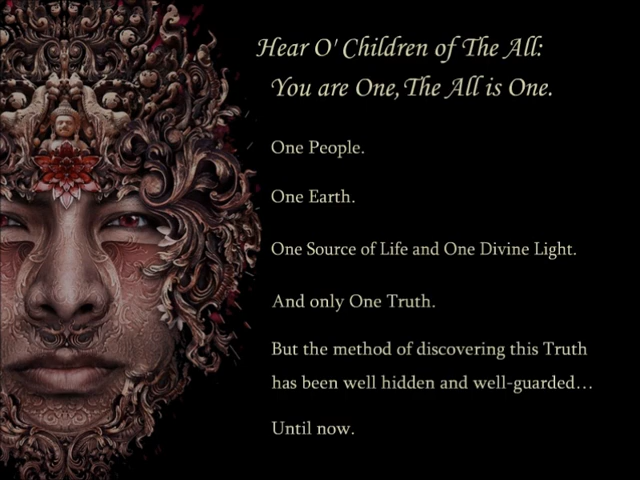 Hear O' Children of The All:
You are One, The All is One.
One People.
One Earth.
One Source of Life and One Divine Light.
And only One Truth.
But the method of discovering this Truth
has been well hidden and well-guarded…
Until now.